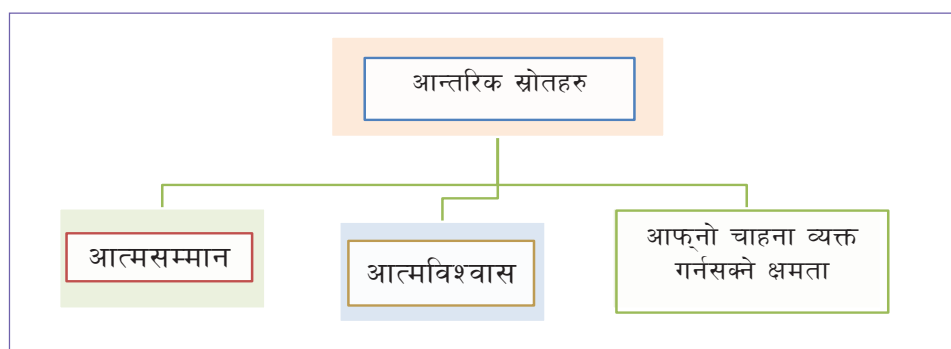 आन्तरिक स्रोतहरु
आत्मसम्मान
आत्मविश्वास
आफ्नो चाहना व्यक्त
गर्नसक्ने क्षमता